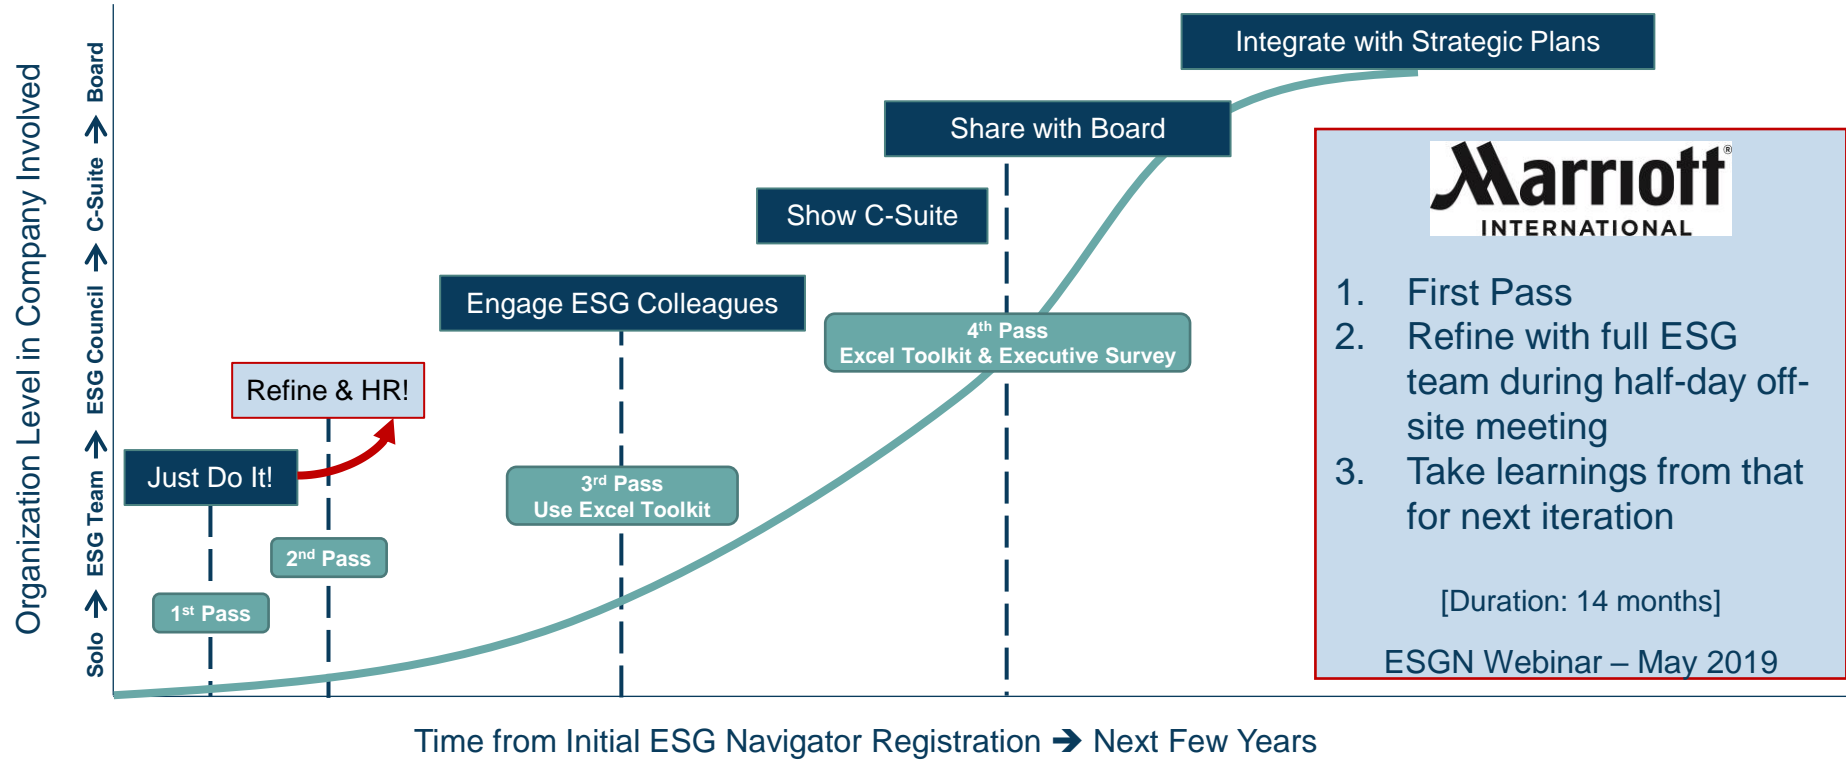 Organization Level in Company Involved
Solo → ESG Team → ESG Council → C-Suite → Board
Integrate with Strategic Plans
Share with Board
Show C-Suite
Engage ESG Colleagues
Refine & HR!
Just Do It!
4th Pass
Excel Toolkit & Executive Survey
3rd Pass
Use Excel Toolkit
2nd Pass
1st Pass
Marriott®
INTERNATIONAL
1. First Pass
2. Refine with full ESG
team during half-day off-
site meeting
3. Take learnings from that
for next iteration
[Duration: 14 months]
ESGN Webinar – May 2019
Time from Initial ESG Navigator Registration → Next Few Years